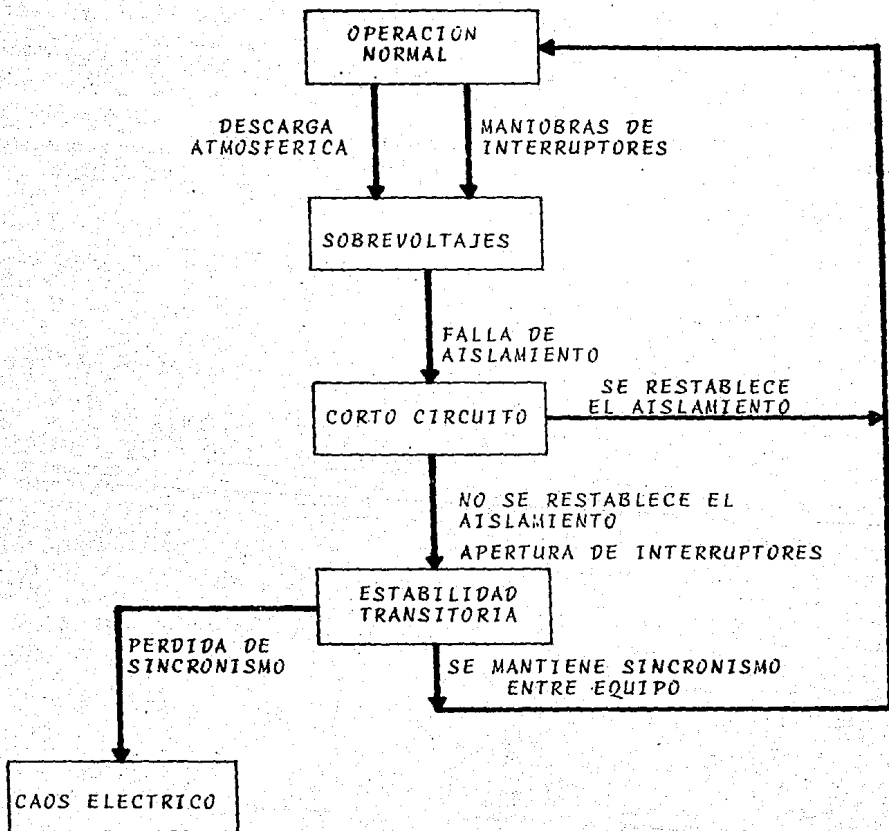 OPERACION
NORMAL
DESCARGA
ATMOSFERICA
MANIOBRAS DE
INTERRUPTORES
SOBREVOLTAJES
FALLA DE
AISLAMIENTO
CORTO CIRCUITO
SE RESTABLECE
EL AISLAMIENTO
NO SE RESTABLECE EL
AISLAMIENTO
APERTURA DE INTERRUPTORES
ESTABILIDAD
TRANSITORIA
PERDIDA DE
SINCRONISMO
SE MANTIENE SINCRONISMO
ENTRE EQUIPO
CAOS ELECTRICO